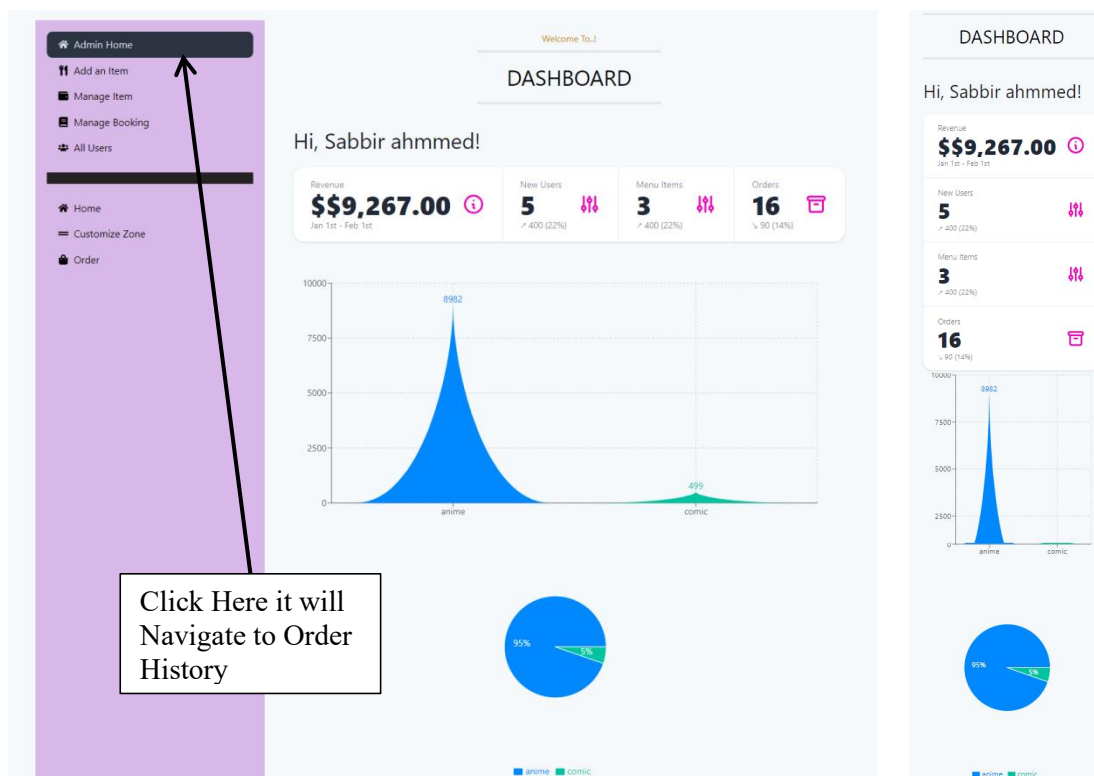 Admin Home
Add an Item
Manage Item
Manage Booking
All Users
Home
Customize Zone
Order
Welcome To..!
DASHBOARD
Hi, Sabbir ahmmed!
Revenue
$$9,267.00
Jan 1st - Feb 1st
New Users
5
↗ 400 (22%)
Menu Items
3
↗ 400 (22%)
Orders
16
↘ 90 (14%)
10000
7500
5000
2500
0
8982
499
anime
comic
95%
5%
anime comic
Click Here it will
Navigate to Order
History
DASHBOARD
Hi, Sabbir ahmmed!
Revenue
$$9,267.00
Jan 1st - Feb 1st
New Users
5
↗ 400 (22%)
Menu Items
3
↗ 400 (22%)
Orders
16
↘ 90 (14%)
10000
7500
5000
2500
0
8982
anime
comic
95%
5%
anime comic